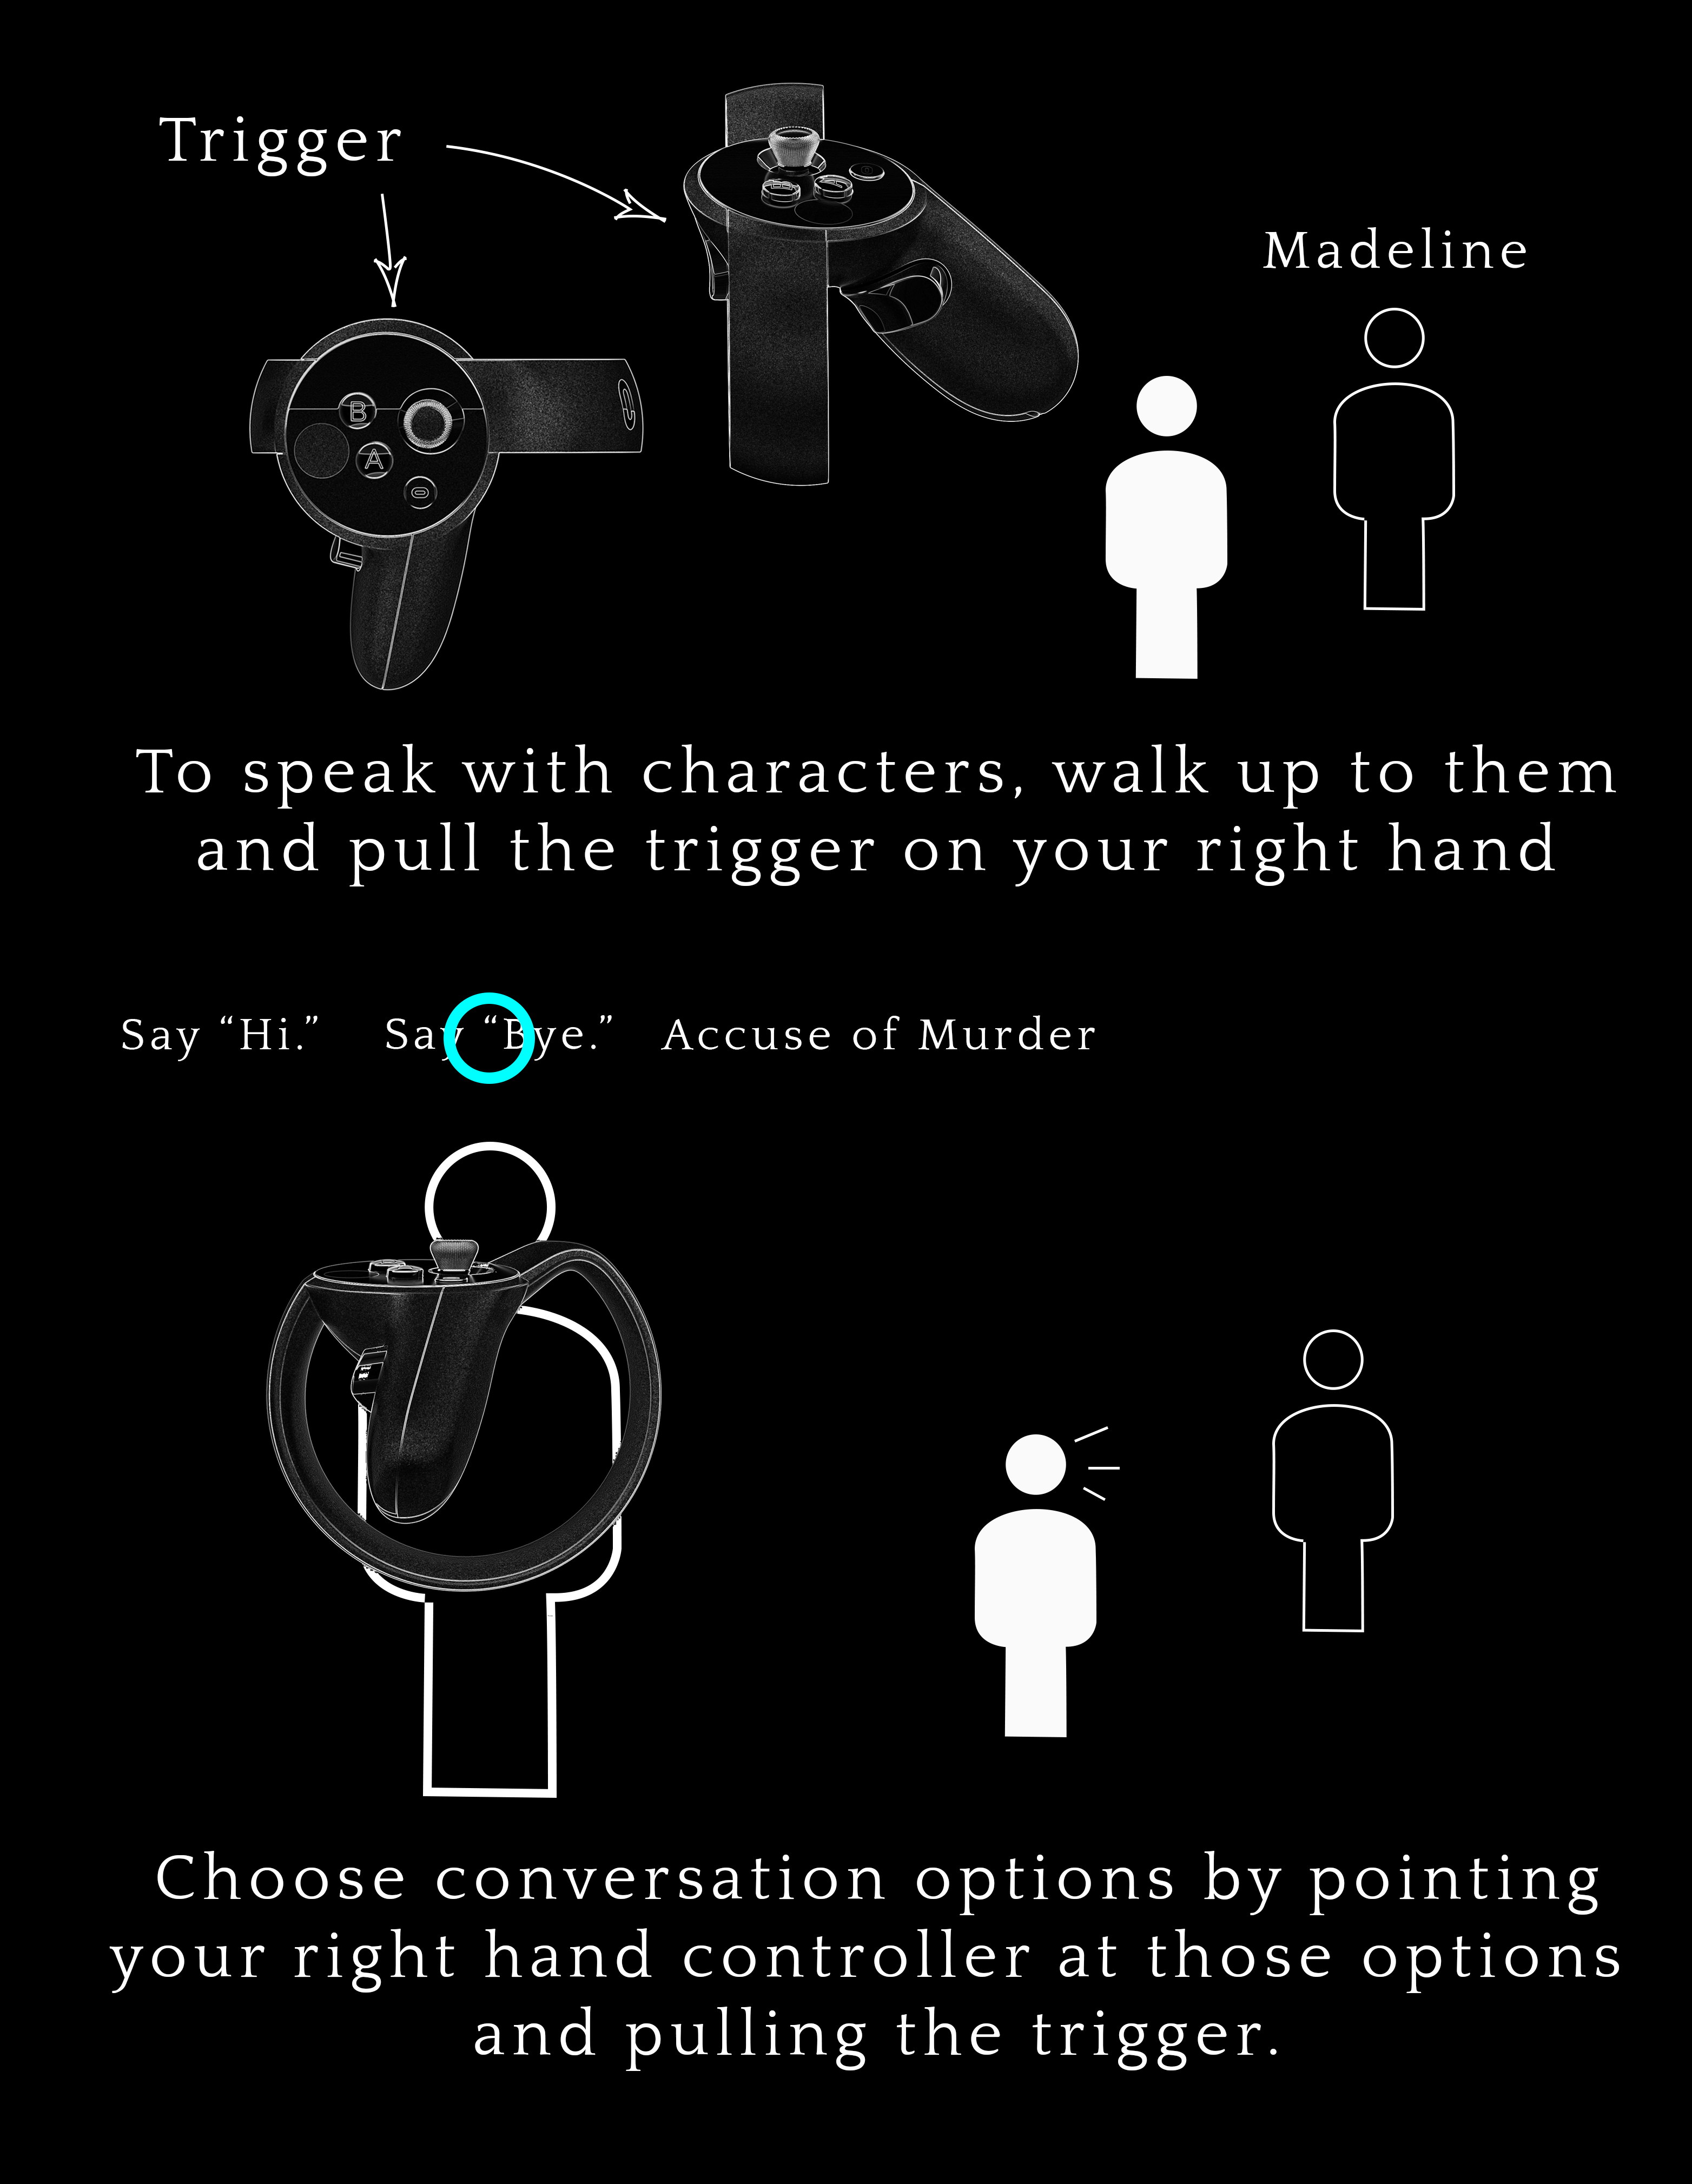 Trigger
Madeline
B
A
To speak with characters, walk up to them
and pull the trigger on your right hand
Say “Hi.” Say “Bye.” Accuse of Murder
Choose conversation options by pointing
your right hand controller at those options
and pulling the trigger.